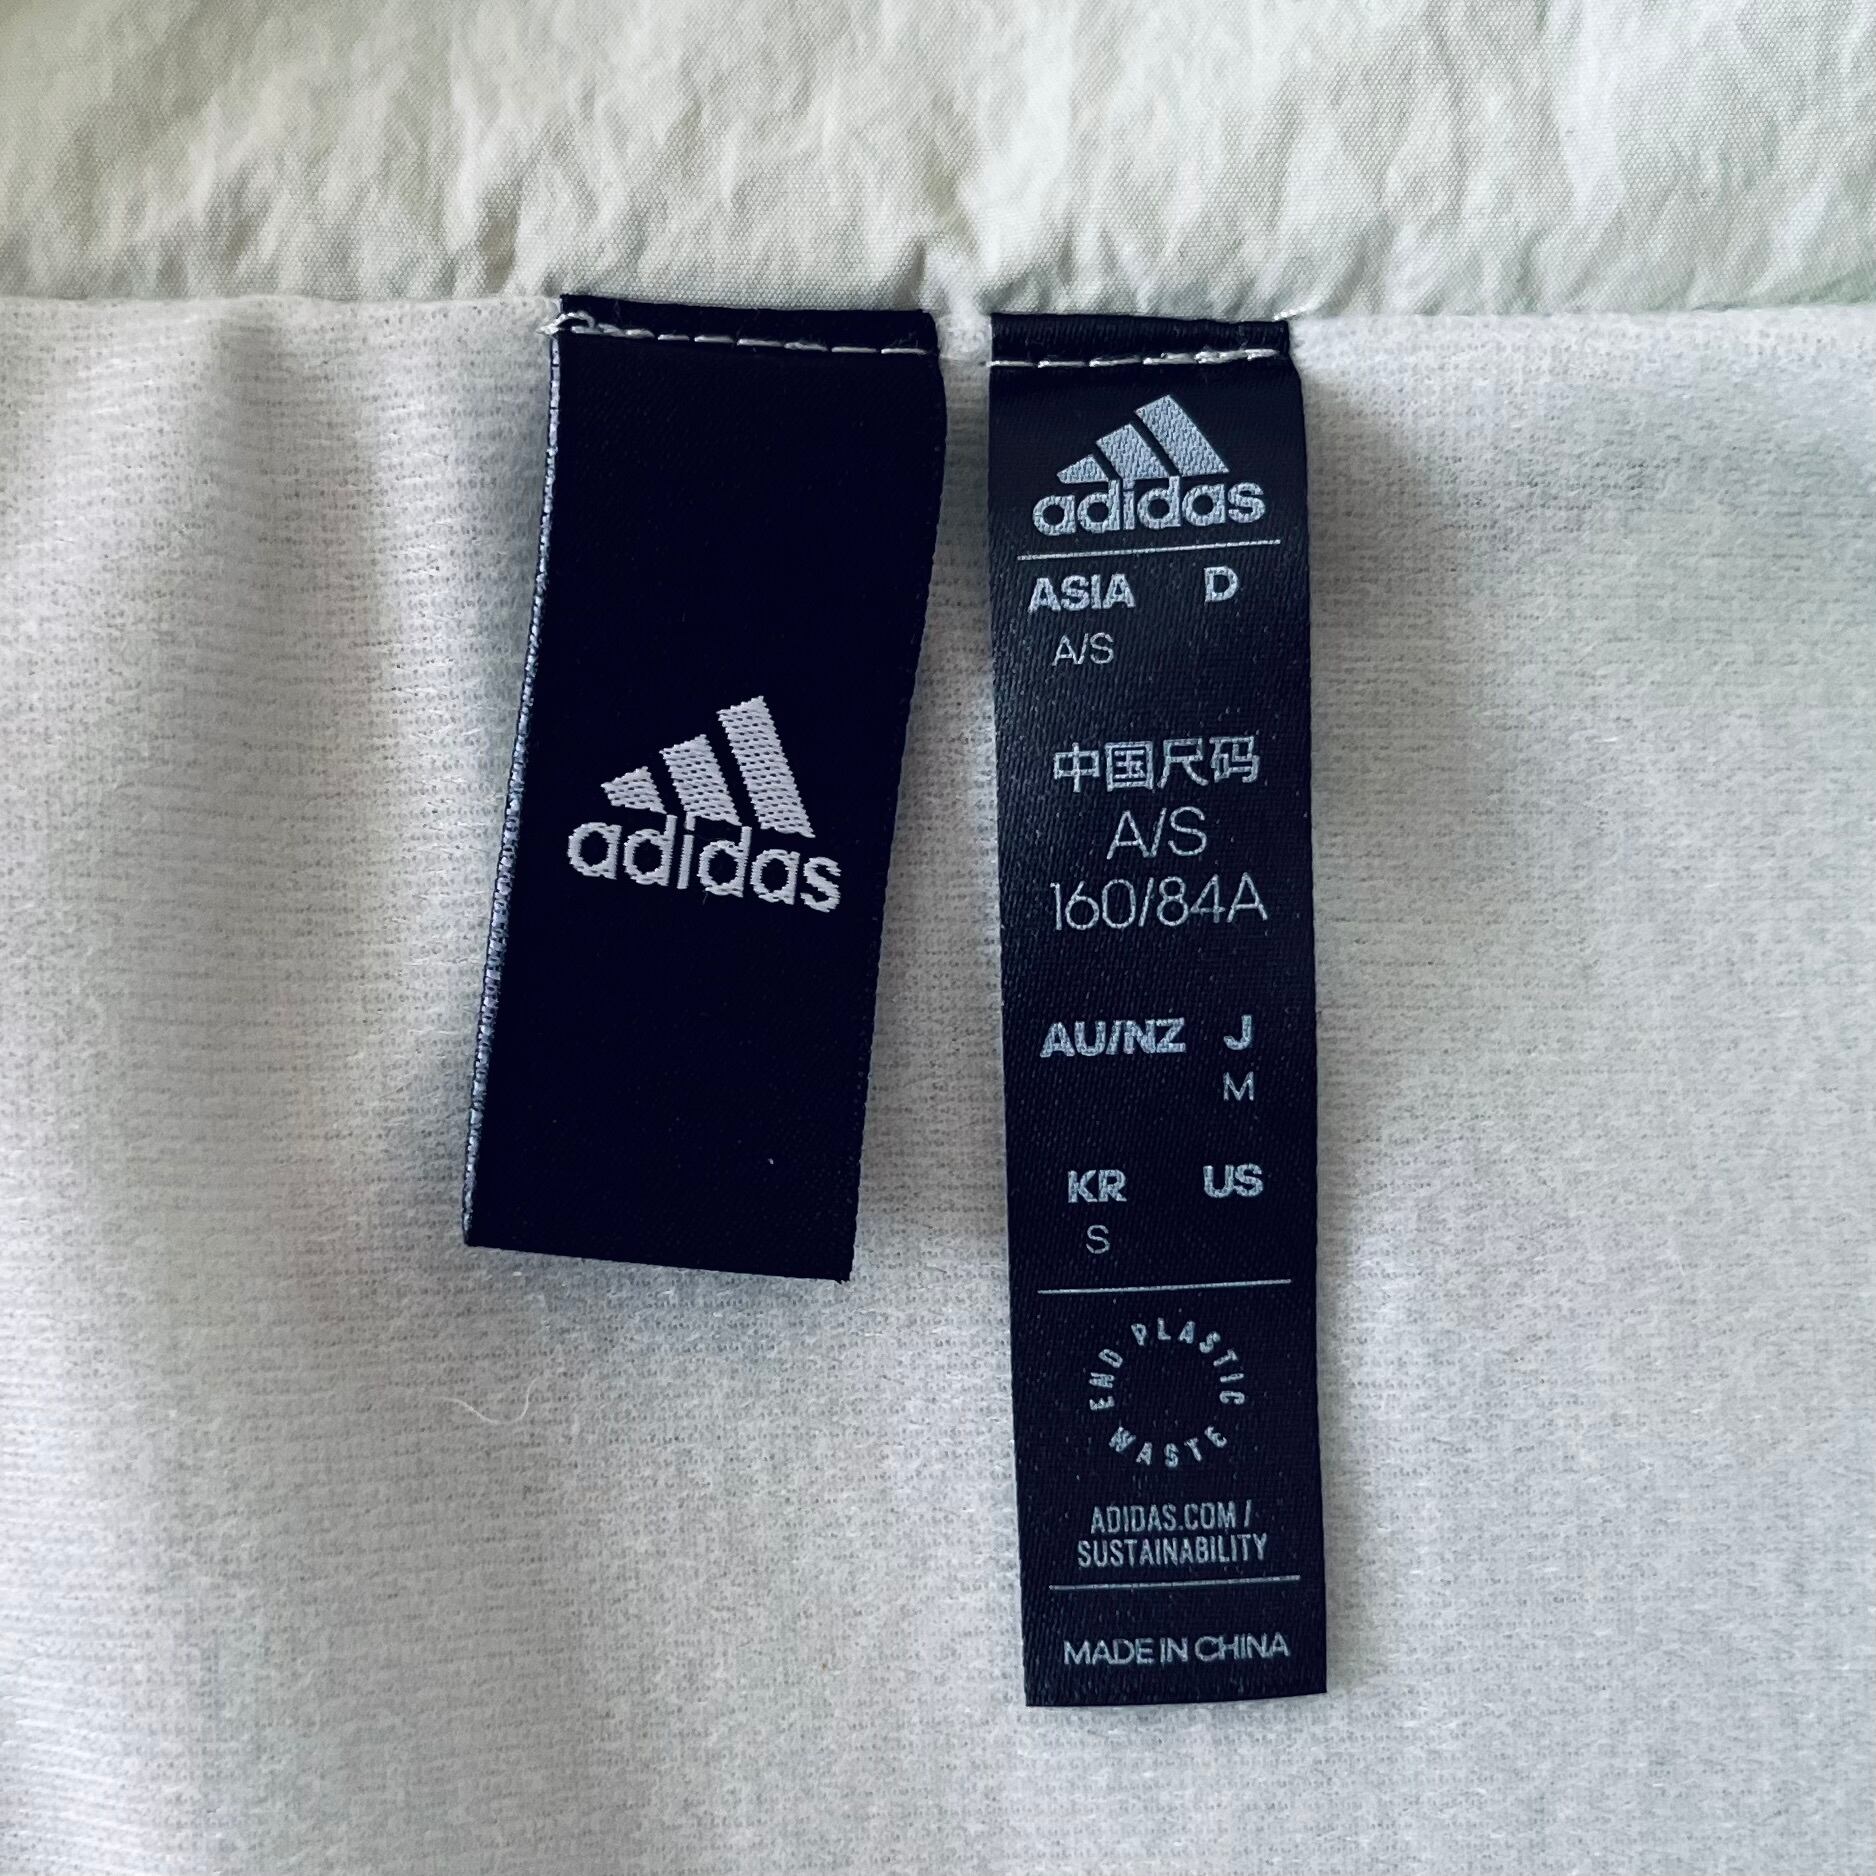 adidas
adidas
ASIA D
A/S
中国尺码
A/S
160/84A
AU/NZ J
M
KR US
S
END PLASTIC WASTE
ADIDAS.COM /
SUSTAINABILITY
MADE IN CHINA